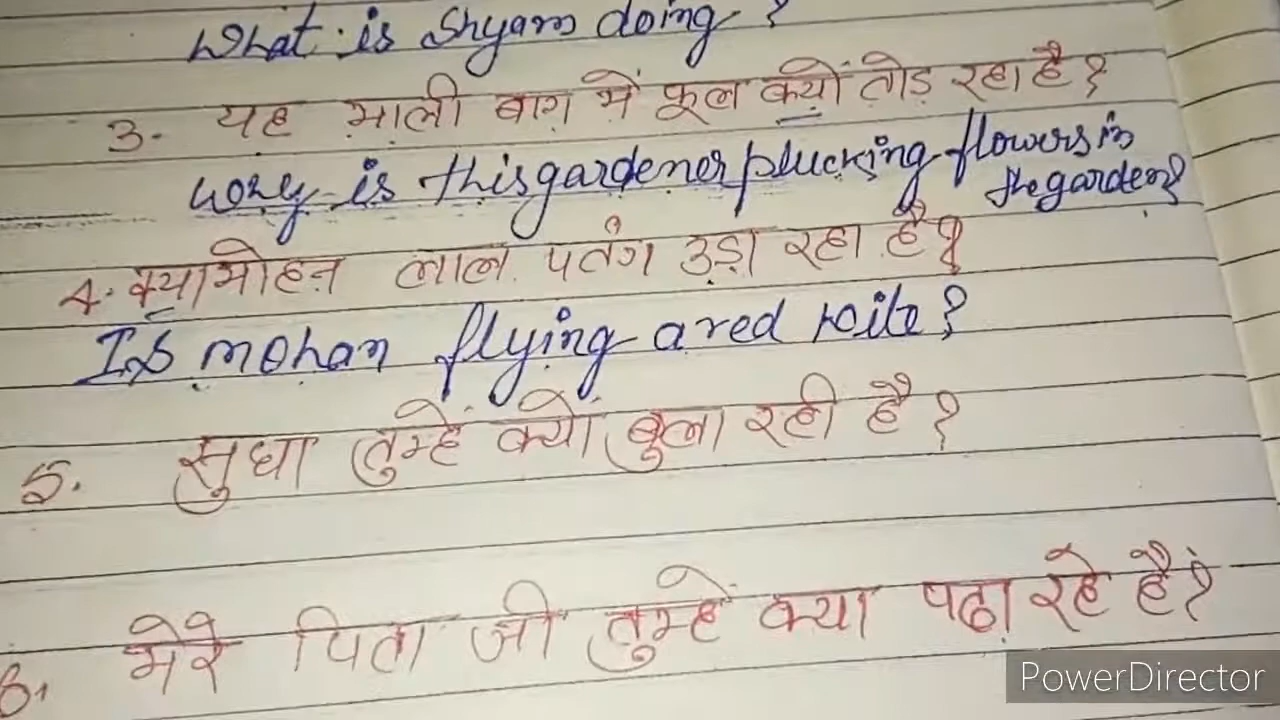 What is Shyam doing?
3. यह माली बाग़ में फूल क्यों तोड़ रहा है?
Why is this gardener plucking flowers in
the garden?
4. क्या मोहन लाल पतंग उड़ा रहा है?
Is mohan flying a red kite?
5. सुधा तुम्हें क्यों बुला रही है?
6. मेरे पिता जी तुम्हें क्या पढा रहे हैं?
PowerDirector